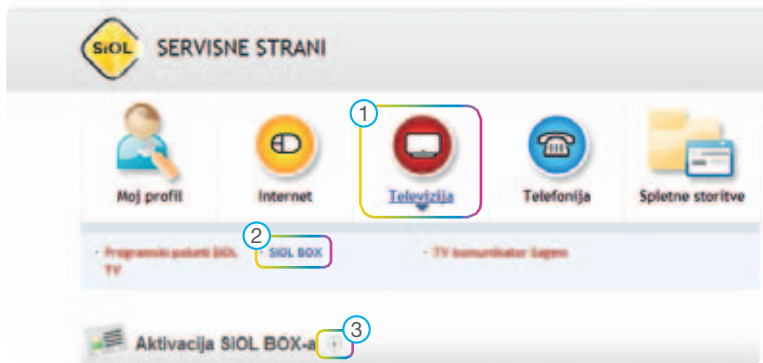 SiOL SERVISNE STRANI
1
Moj profil Internet Televizija Telefonija Spletne storitve
2
· Programski paketi SiOL TV · SiOL BOX · TV komunikator Sagem
3
Aktivacija SiOL BOX-a